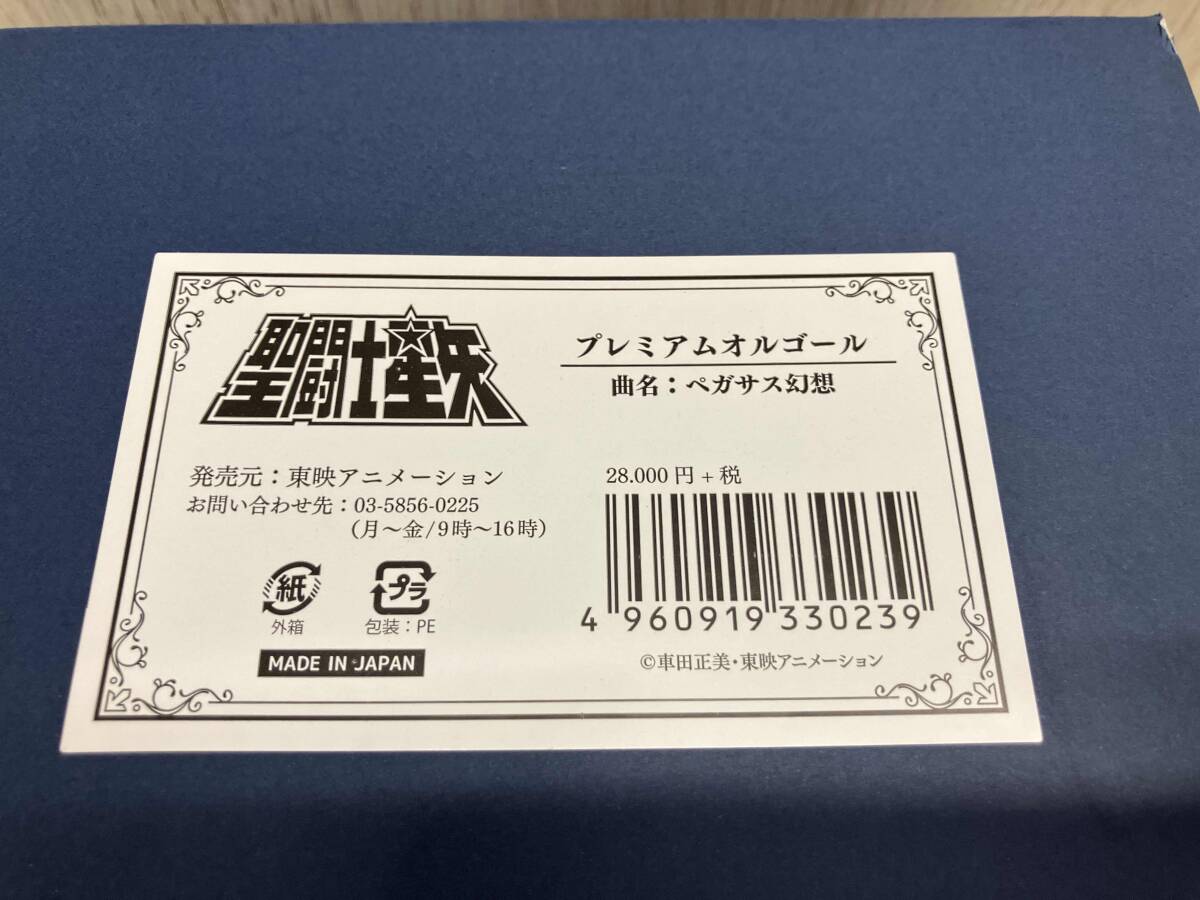 聖闘士星矢
プレミアムオルゴール
曲名：ペガサス幻想
発売元：東映アニメーション
お問い合わせ先：03-5856-0225
（月〜金/9時〜16時）
28.000円+税
紙
外箱
プラ
包装：PE
MADE IN JAPAN
4 960919 330239
©車田正美・東映アニメーション